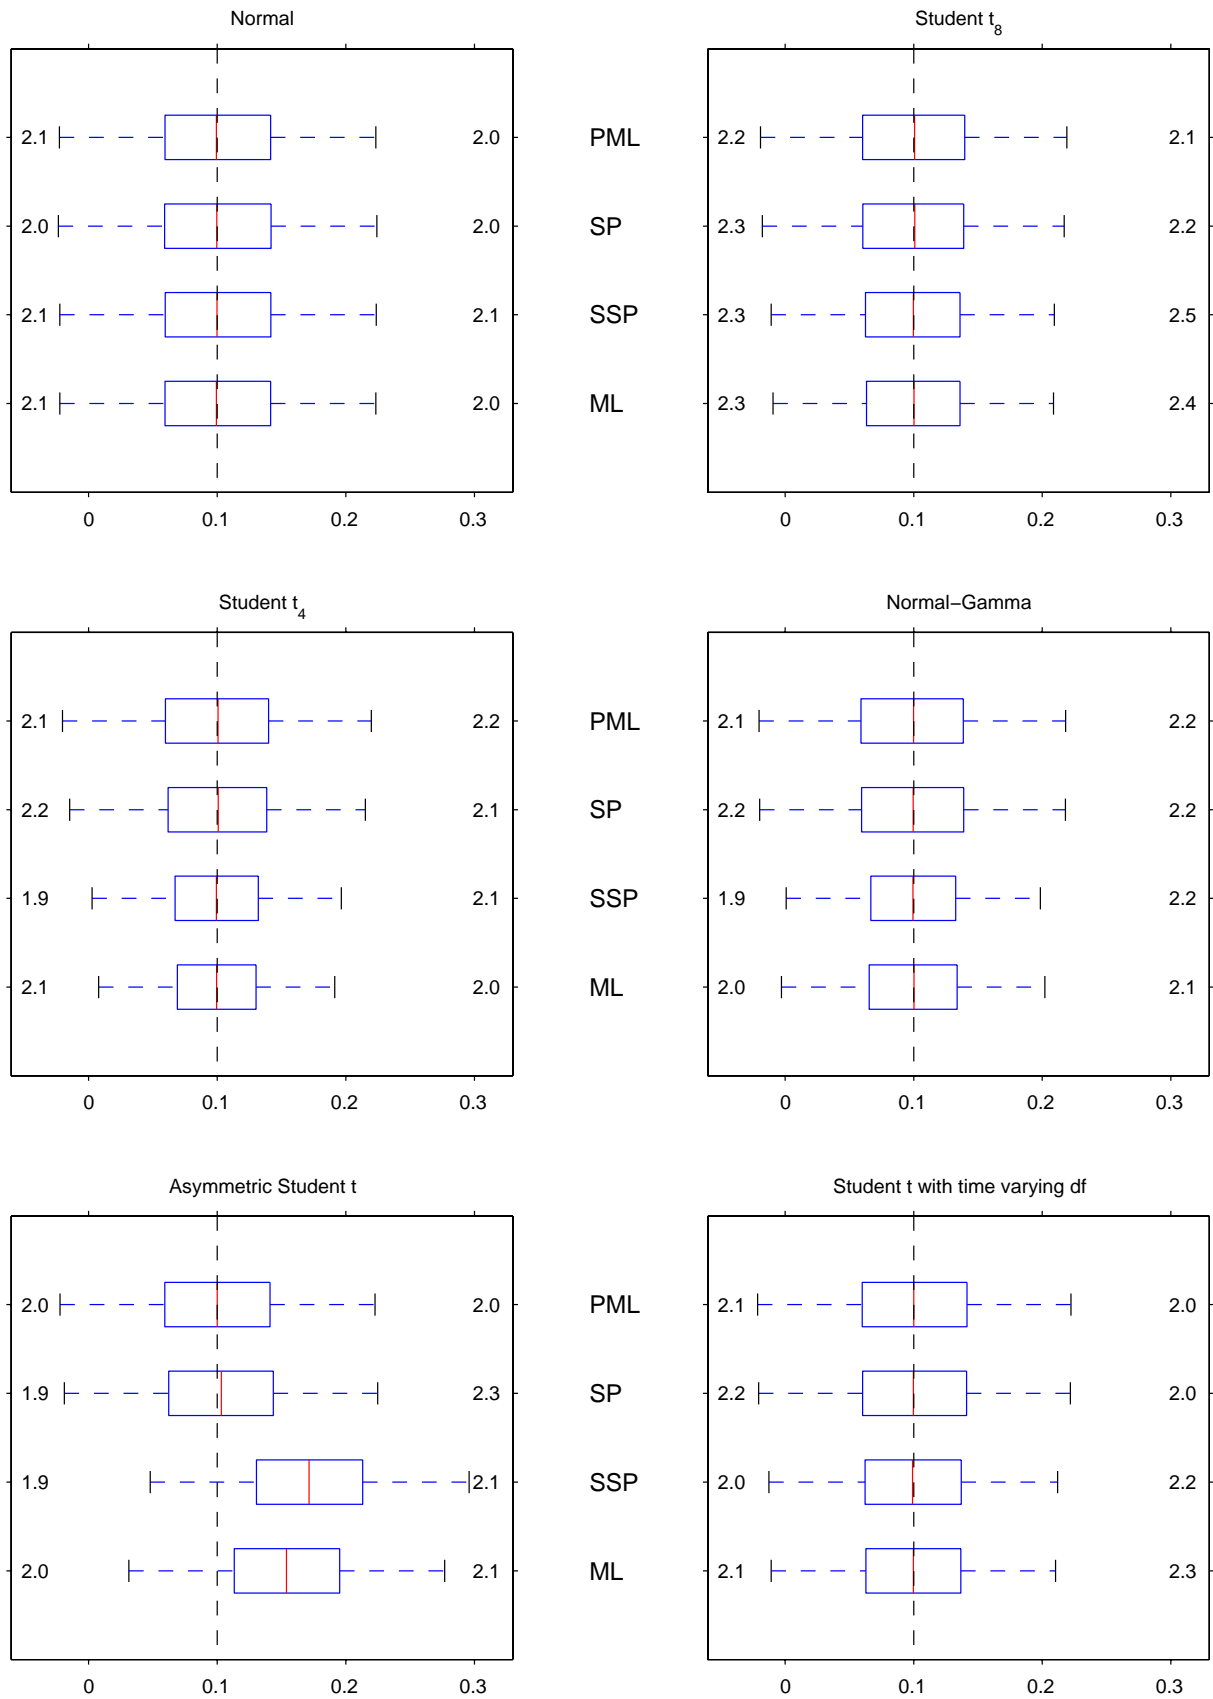 Normal
Student t8
2.1 2.0 PML 2.2 2.1
2.0 2.0 SP 2.3 2.2
2.1 2.1 SSP 2.3 2.5
2.1 2.0 ML 2.3 2.4
0 0.1 0.2 0.3 0 0.1 0.2 0.3
Student t4
Normal−Gamma
2.1 2.2 PML 2.1 2.2
2.2 2.1 SP 2.2 2.2
1.9 2.1 SSP 1.9 2.2
2.1 2.0 ML 2.0 2.1
0 0.1 0.2 0.3 0 0.1 0.2 0.3
Asymmetric Student t
Student t with time varying df
2.0 2.0 PML 2.1 2.0
1.9 2.3 SP 2.2 2.0
1.9 2.1 SSP 2.0 2.2
2.0 2.1 ML 2.1 2.3
0 0.1 0.2 0.3 0 0.1 0.2 0.3